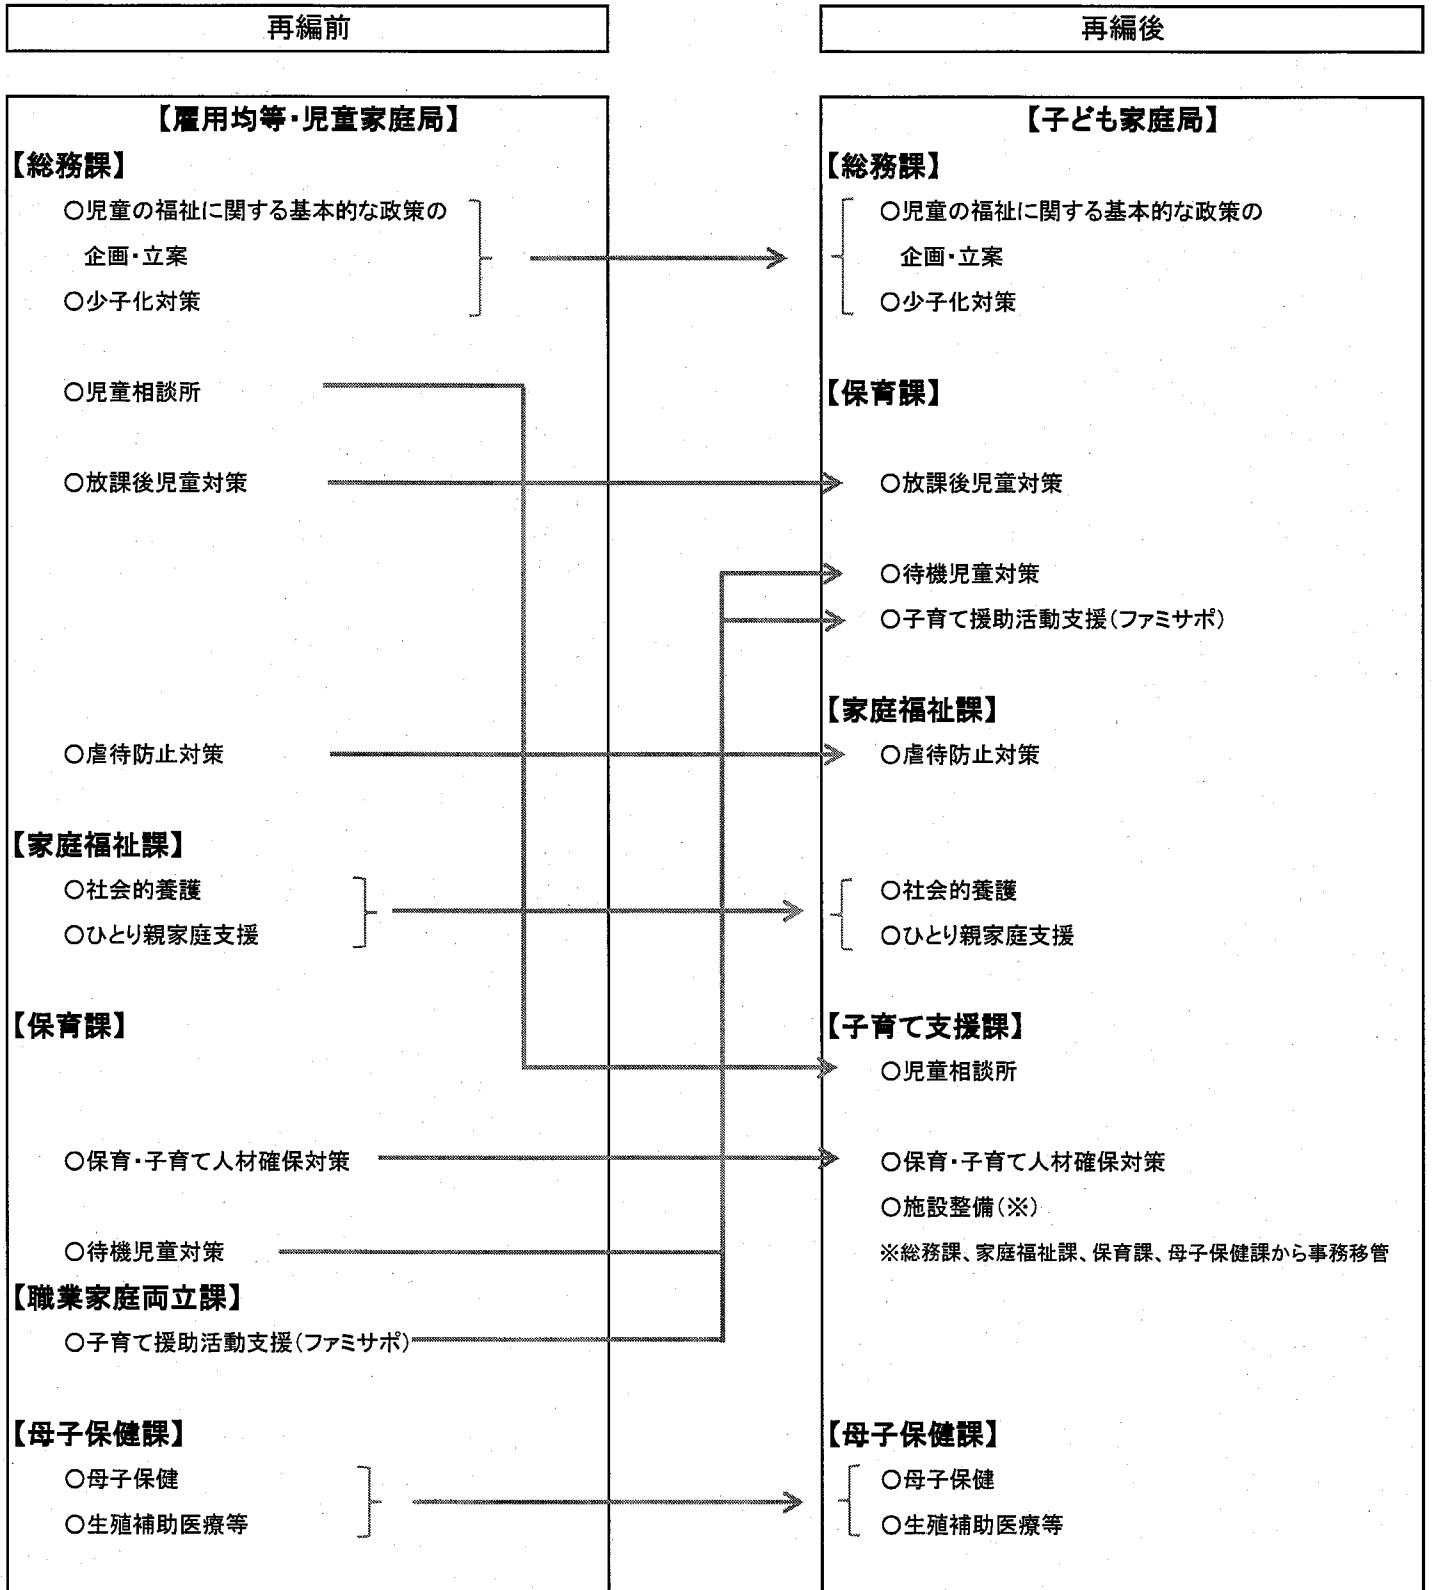 再編前
【雇用均等・児童家庭局】
【総務課】
○児童の福祉に関する基本的な政策の
企画・立案
○少子化対策
○児童相談所
○放課後児童対策
○虐待防止対策
【家庭福祉課】
○社会的養護
○ひとり親家庭支援
【保育課】
○保育・子育て人材確保対策
○待機児童対策
【職業家庭両立課】
○子育て援助活動支援(ファミサポ)
【母子保健課】
○母子保健
○生殖補助医療等
再編後
【子ども家庭局】
【総務課】
○児童の福祉に関する基本的な政策の
企画・立案
○少子化対策
【保育課】
○放課後児童対策
○待機児童対策
○子育て援助活動支援(ファミサポ)
【家庭福祉課】
○虐待防止対策
○社会的養護
○ひとり親家庭支援
【子育て支援課】
○児童相談所
○保育・子育て人材確保対策
○施設整備(※)
※総務課、家庭福祉課、保育課、母子保健課から事務移管
【母子保健課】
○母子保健
○生殖補助医療等